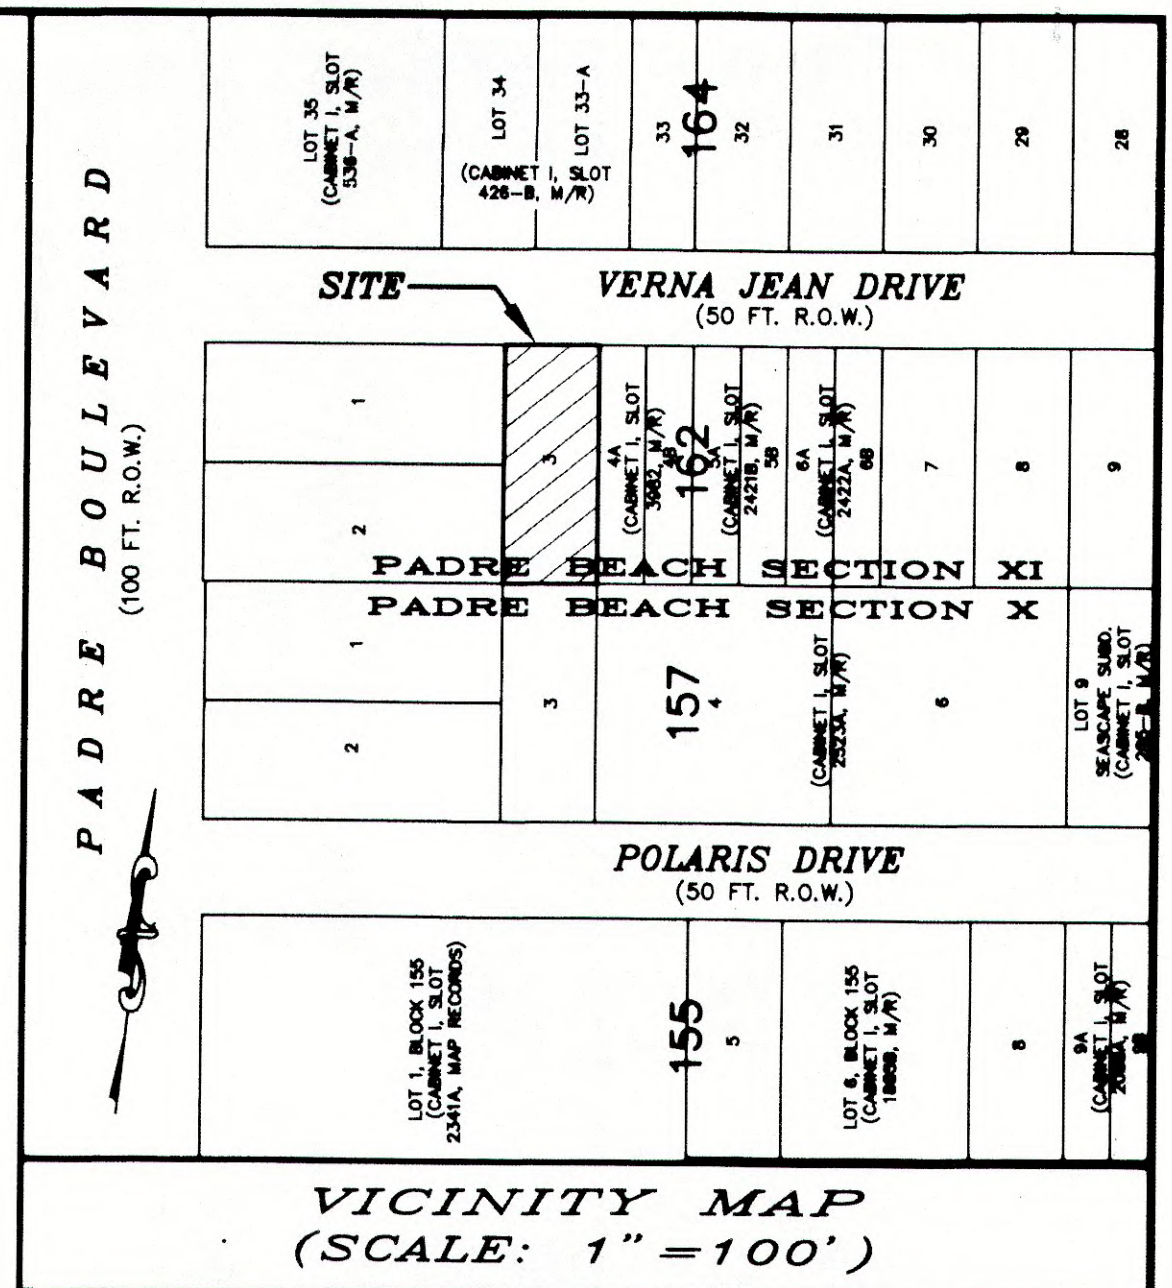 LOT 35
(CABINET I, SLOT
536-A, M/R)
LOT 34
LOT 33-A
(CABINET I, SLOT
426-B, M/R)
33
164
32
31
30
29
28
PADRE BOULEVARD
(100 FT. R.O.W.)
SITE
VERNA JEAN DRIVE
(50 FT. R.O.W.)
1
2
3
4A
(CABINET I, SLOT
M/R)
4B
162
5A
(CABINET I, SLOT
2421B, M/R)
5B
6A
(CABINET I, SLOT
2422A, M/R)
6B
7
8
9
PADRE BEACH SECTION XI
PADRE BEACH SECTION X
1
2
3
157
4
(CABINET I, SLOT
2523A, M/R)
6
LOT 9
SEASCAPE SUBD.
(CABINET I, SLOT
M/R)
POLARIS DRIVE
(50 FT. R.O.W.)
LOT 1, BLOCK 155
(CABINET I, SLOT
2341A, MAP RECORDS)
155
5
LOT 6, BLOCK 155
(CABINET I, SLOT
M/R)
8
9A
(CABINET I, SLOT
M/R)
9B
VICINITY MAP
(SCALE: 1"=100')